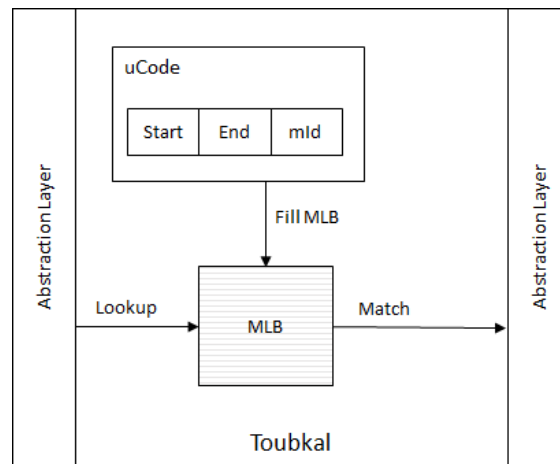 uCode
Start End mId
Abstraction Layer
Fill MLB
Lookup
MLB
Match
Abstraction Layer
Toubkal